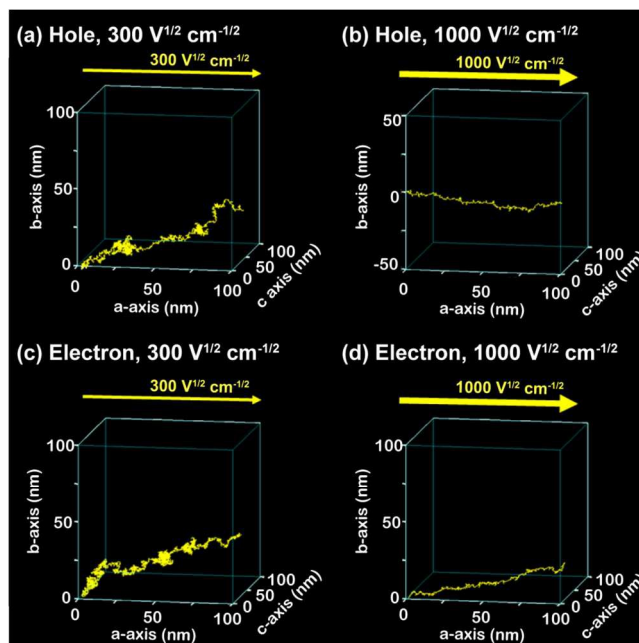 (a) Hole, 300 V1/2 cm-1/2
300 V1/2 cm-1/2
100
50
0
b-axis (nm)
0
50
100
a-axis (nm)
0
50
100
c axis (nm)
(b) Hole, 1000 V1/2 cm-1/2
1000 V1/2 cm-1/2
50
0
-50
b-axis (nm)
0
50
100
a-axis (nm)
0
50
100
c-axis (nm)
(c) Electron, 300 V1/2 cm-1/2
300 V1/2 cm-1/2
100
50
0
b-axis (nm)
0
50
100
a-axis (nm)
0
50
100
c-axis (nm)
(d) Electron, 1000 V1/2 cm-1/2
1000 V1/2 cm-1/2
100
50
0
b-axis (nm)
0
50
100
a-axis (nm)
0
50
100
c-axis (nm)